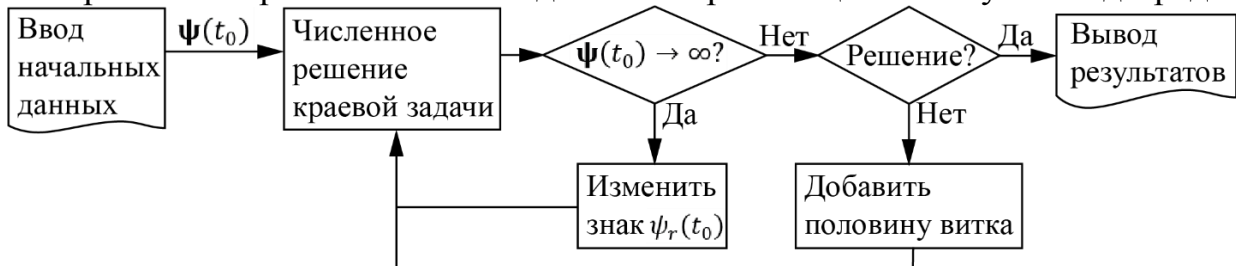 Ввод
начальных
данных
𝛙(t₀)
Численное
решение
краевой задачи
𝛙(t₀) → ∞?
Нет
Решение?
Да
Вывод
результатов
Да
Нет
Изменить
знак ψᵣ(t₀)
Добавить
половину витка